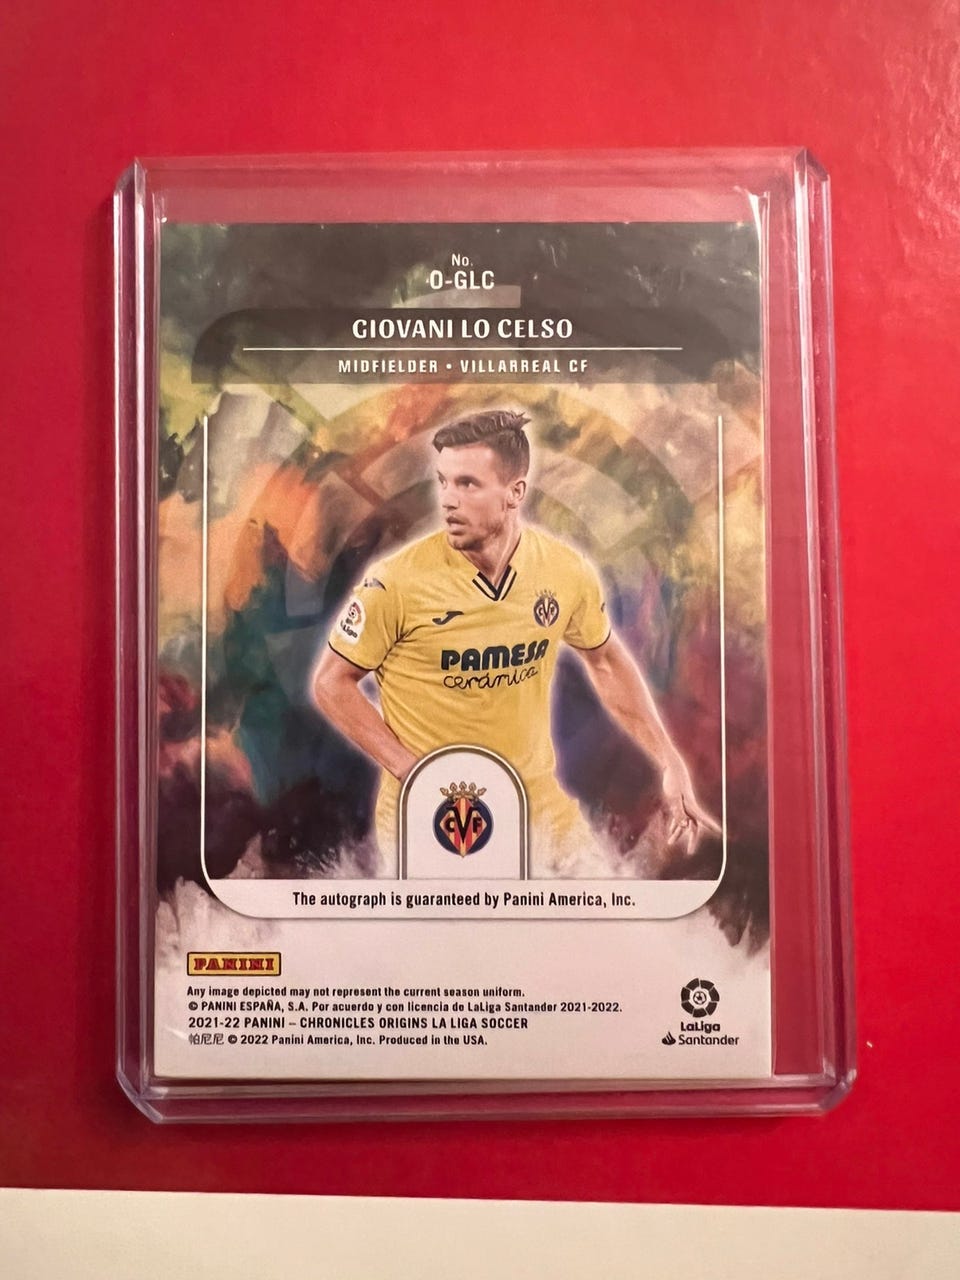 No.
O-GLC
GIOVANI LO CELSO
MIDFIELDER • VILLARREAL CF
LaLiga
PAMESA
cerámica
CVF
CVF
The autograph is guaranteed by Panini America, Inc.
PANINI
Any image depicted may not represent the current season uniform.
© PANINI ESPAÑA, S.A. Por acuerdo y con licencia de LaLiga Santander 2021-2022.
2021-22 PANINI – CHRONICLES ORIGINS LA LIGA SOCCER
帕尼尼 © 2022 Panini America, Inc. Produced in the USA.
LaLiga
Santander